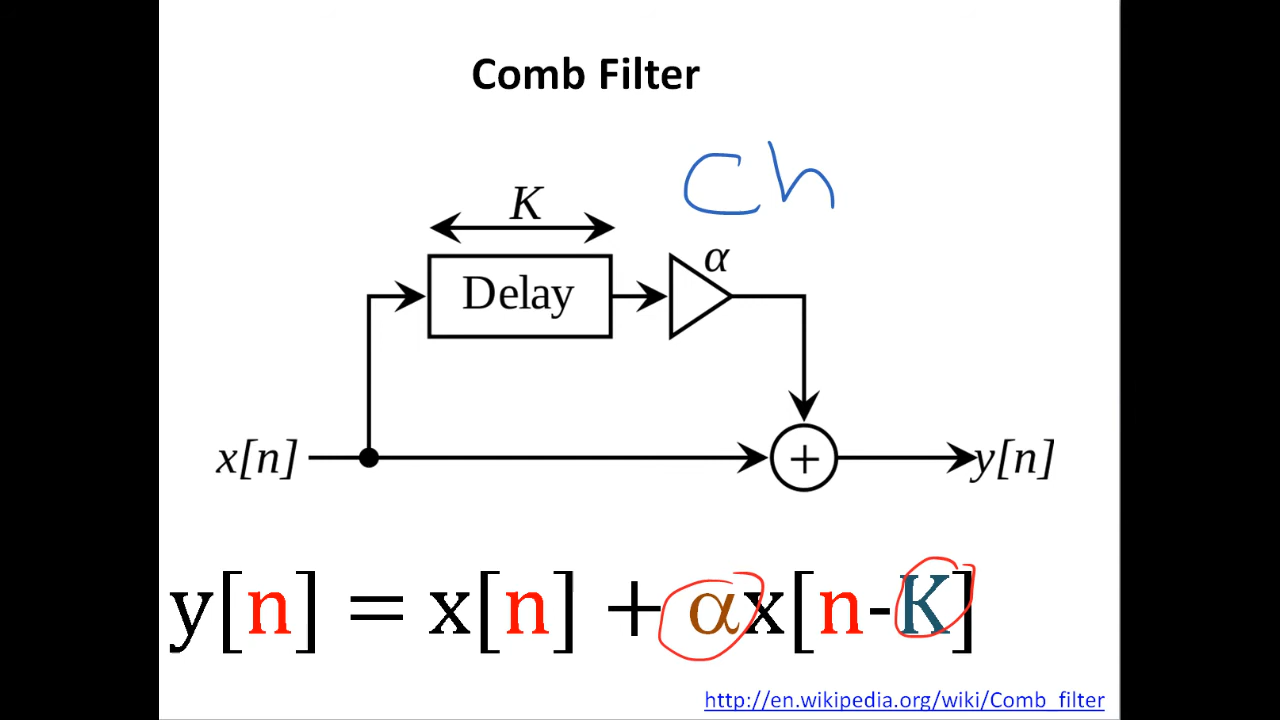 Comb Filter
Ch
K
α
Delay
x[n]
+
y[n]
y[n] = x[n] + αx[n-K]
http://en.wikipedia.org/wiki/Comb_filter